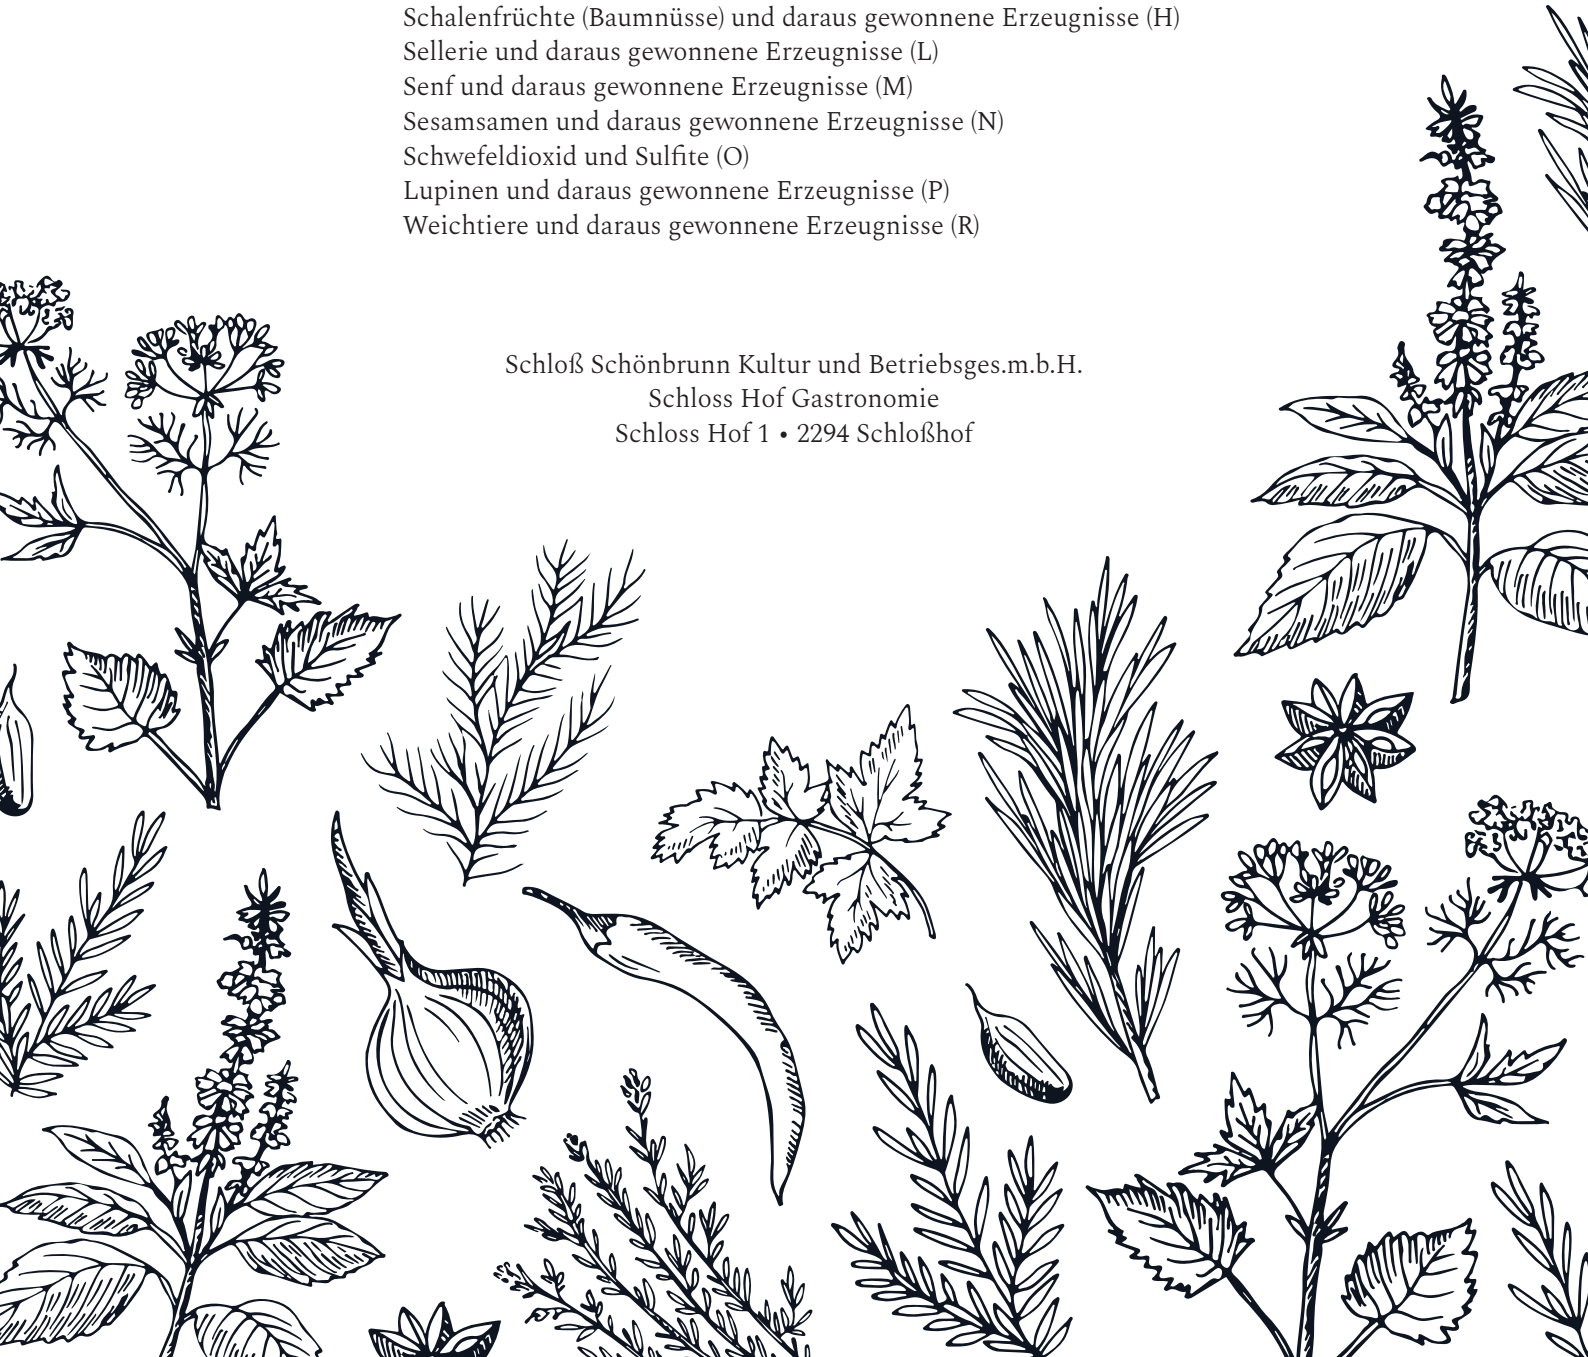 Schalenfrüchte (Baumnüsse) und daraus gewonnene Erzeugnisse (H)
Sellerie und daraus gewonnene Erzeugnisse (L)
Senf und daraus gewonnene Erzeugnisse (M)
Sesamsamen und daraus gewonnene Erzeugnisse (N)
Schwefeldioxid und Sulfite (O)
Lupinen und daraus gewonnene Erzeugnisse (P)
Weichtiere und daraus gewonnene Erzeugnisse (R)
Schloß Schönbrunn Kultur und Betriebsges.m.b.H.
Schloss Hof Gastronomie
Schloss Hof 1 • 2294 Schloßhof